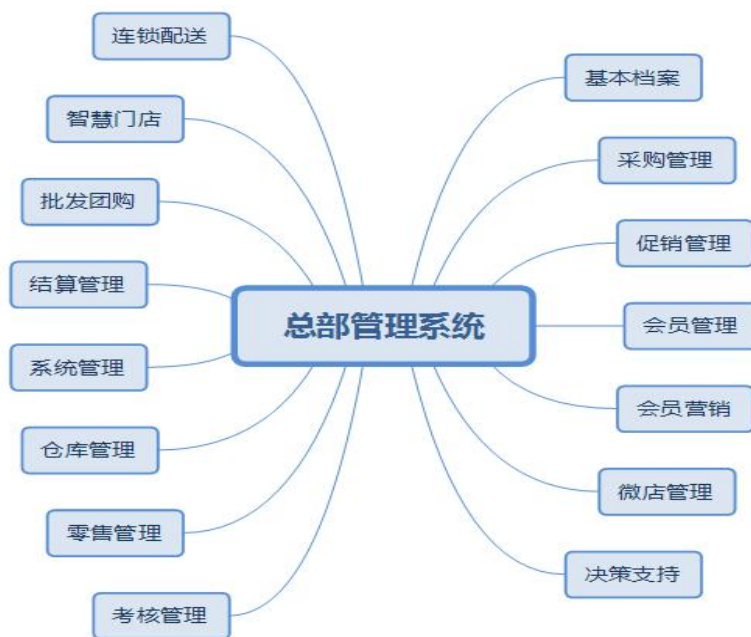 连锁配送
智慧门店
批发团购
结算管理
系统管理
仓库管理
零售管理
考核管理
总部管理系统
基本档案
采购管理
促销管理
会员管理
会员营销
微店管理
决策支持